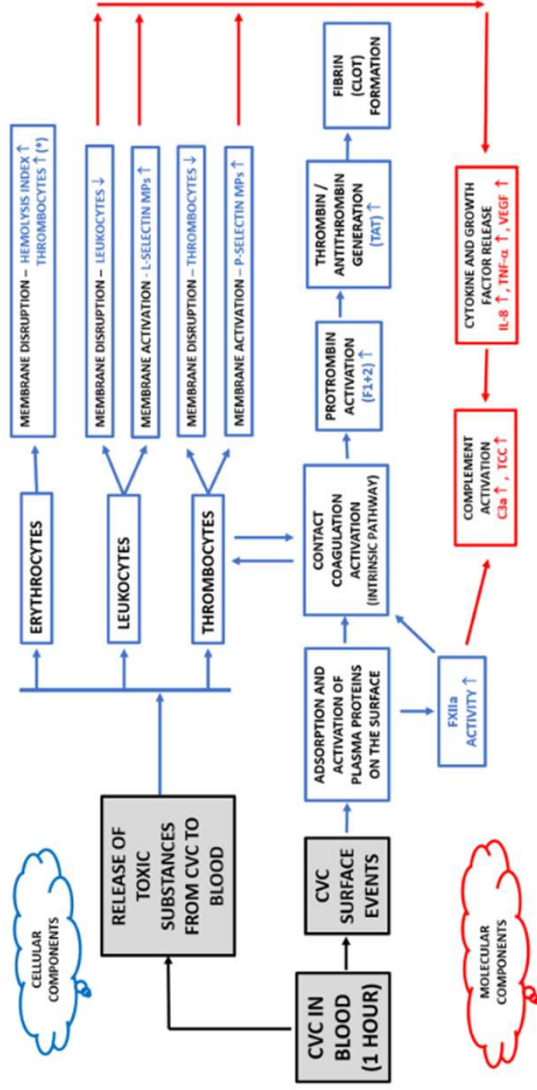 CELLULAR
COMPONENTS
RELEASE OF
TOXIC
SUBSTANCES
FROM CVC TO
BLOOD
ERYTHROCYTES
MEMBRANE DISRUPTION – HEMOLYSIS INDEX ↑
THROMBOCYTES ↑ (*)
LEUKOCYTES
MEMBRANE DISRUPTION – LEUKOCYTES ↓
MEMBRANE ACTIVATION - L-SELECTIN MPs ↑
THROMBOCYTES
MEMBRANE DISRUPTION – THROMBOCYTES ↓
MEMBRANE ACTIVATION – P-SELECTIN MPs ↑
CVC IN
BLOOD
(1 HOUR)
CVC
SURFACE
EVENTS
ADSORPTION AND
ACTIVATION OF
PLASMA PROTEINS
ON THE SURFACE
CONTACT
COAGULATION
ACTIVATION
(INTRINSIC PATHWAY)
PROTROMBIN
ACTIVATION
(F1+2) ↑
THROMBIN /
ANTITHROMBIN
GENERATION
(TAT) ↑
FIBRIN
(CLOT)
FORMATION
FXIIa
ACTIVITY ↑
COMPLEMENT
ACTIVATION
C3a ↑ , TCC ↑
CYTOKINE AND GROWTH
FACTOR RELEASE
IL-8 ↑ , TNF-α ↑ , VEGF ↑
MOLECULAR
COMPONENTS